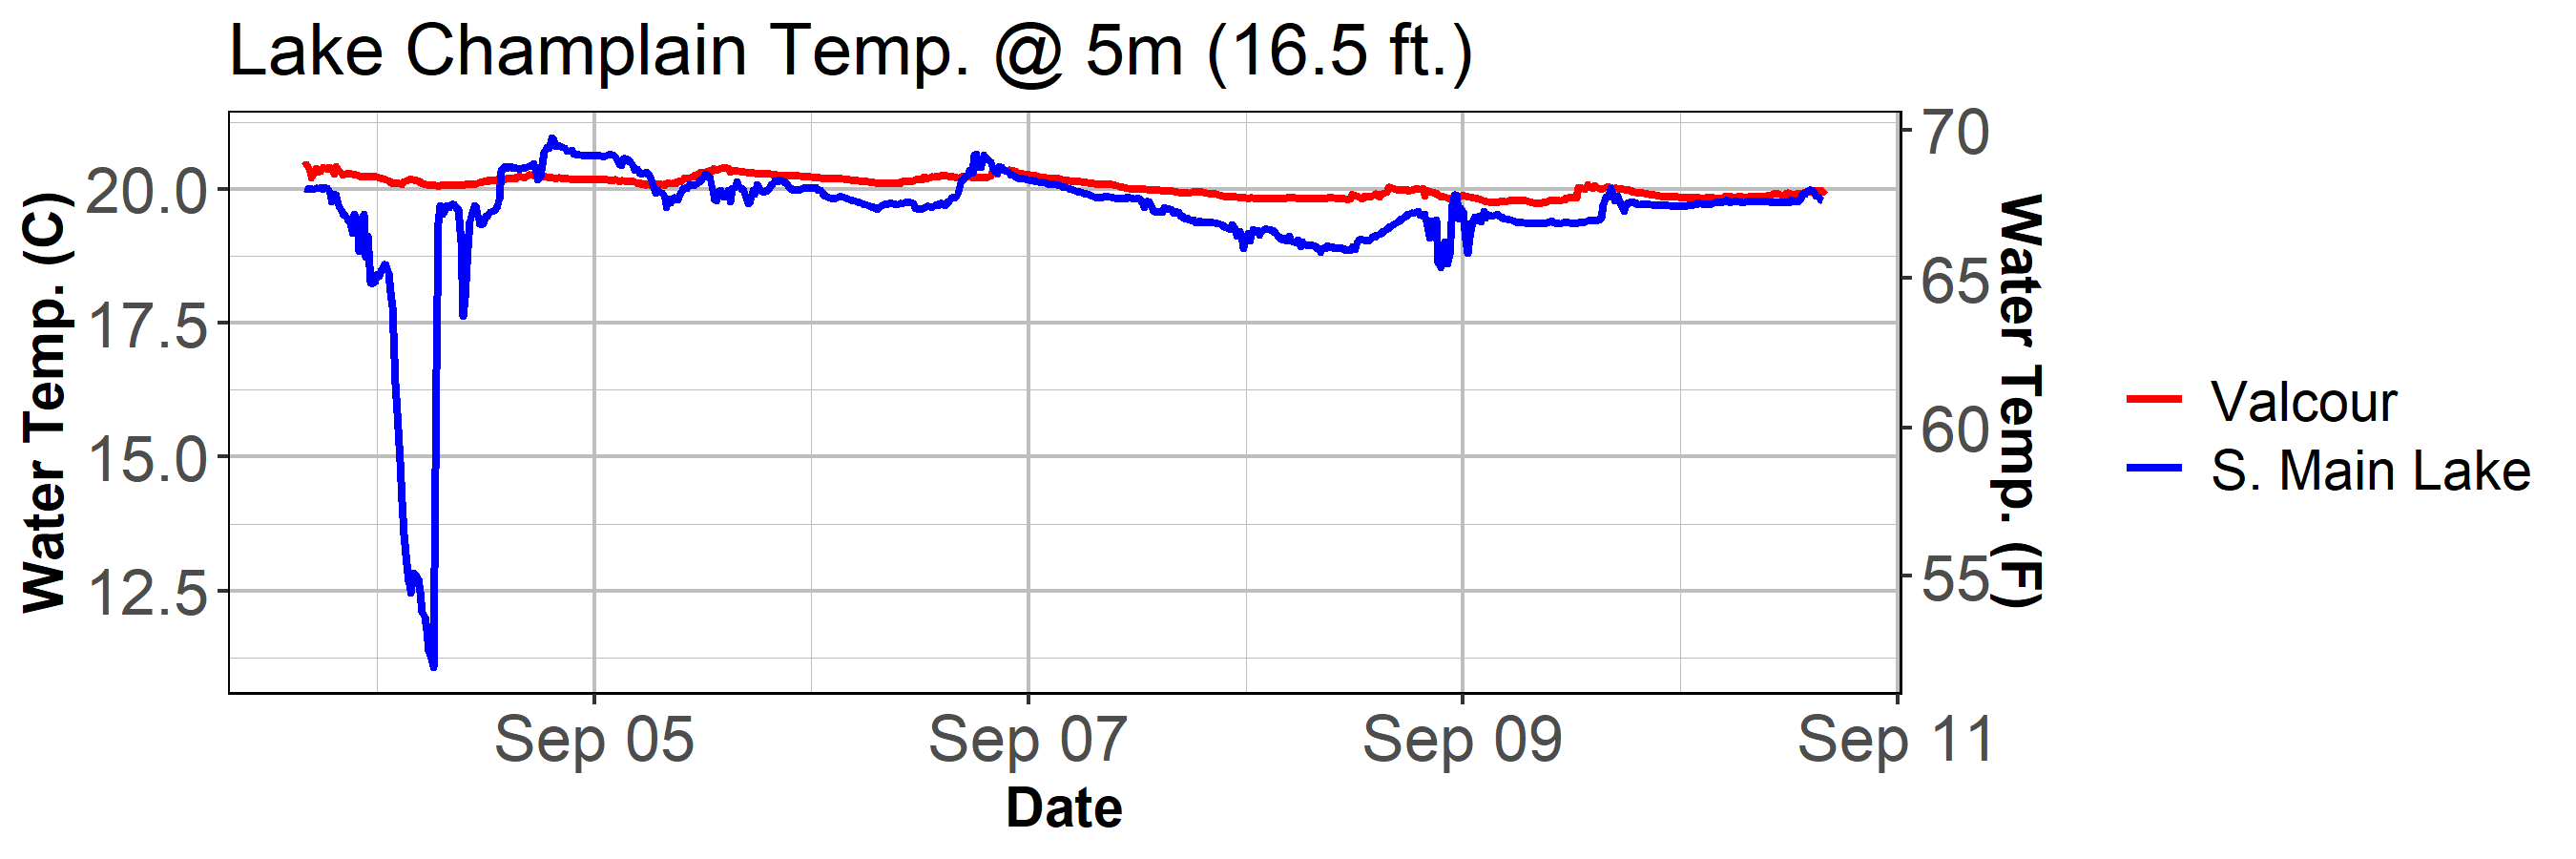 Lake Champlain Temp. @ 5m (16.5 ft.)
Water Temp. (C)
20.0
17.5
15.0
12.5
70
65
60
55
Water Temp. (F)
Sep 05
Sep 07
Sep 09
Sep 11
Date
Valcour
S. Main Lake